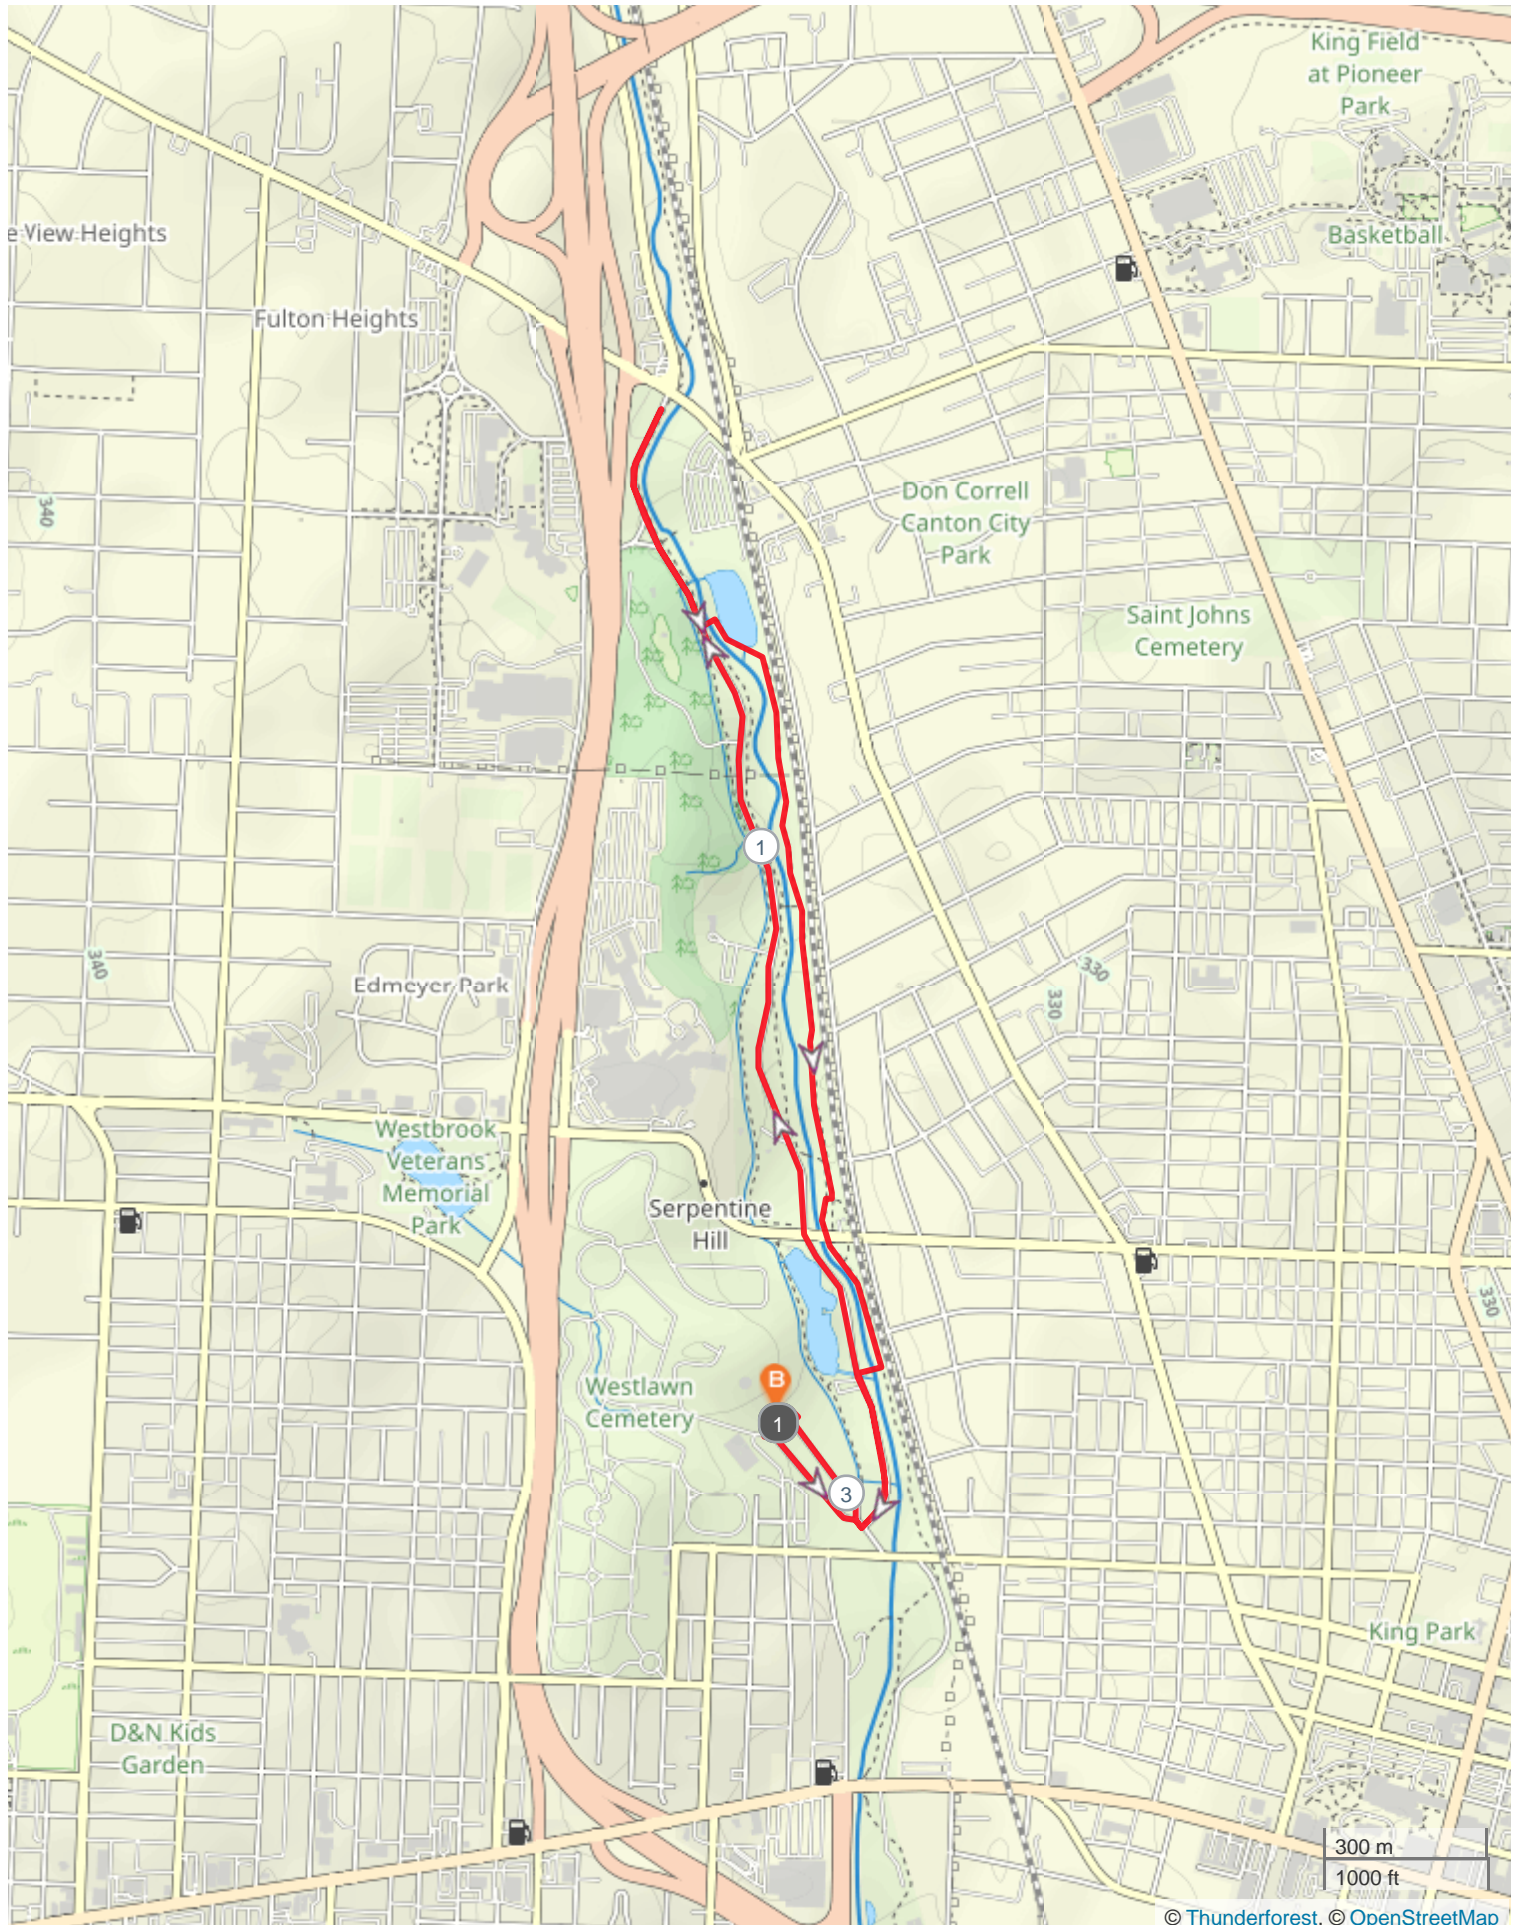 King Field
at Pioneer
Park
e View Heights
Basketball
Fulton Heights
Don Correll
Canton City
Park
340
Saint Johns
Cemetery
1
340
Edmeyer Park
330
330
Westbrook
Veterans
Memorial
Park
Serpentine
Hill
330
B
Westlawn
Cemetery
1
3
King Park
D&N Kids
Garden
300 m
1000 ft
© Thunderforest, © OpenStreetMap